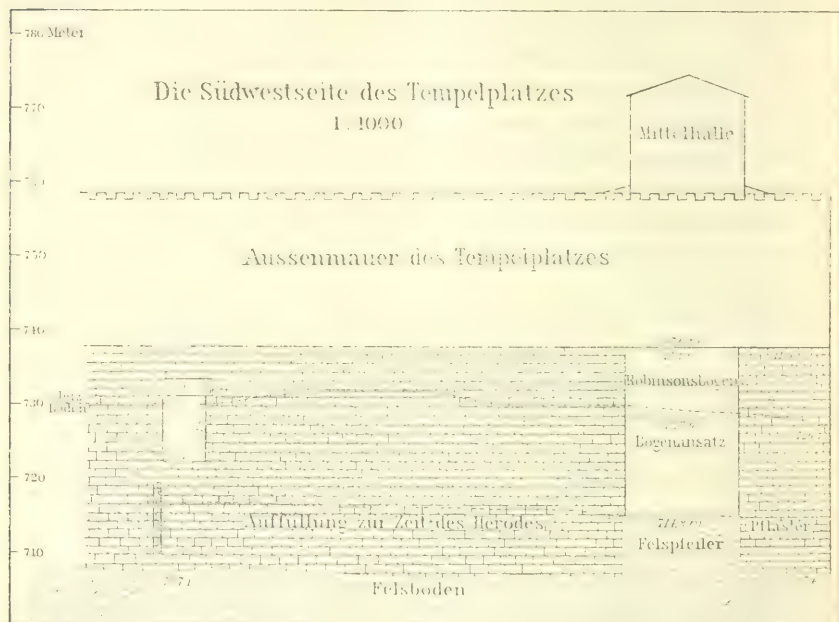 780 Meter
Die Südwestseite des Tempelplatzes
1:1000
770
Mittelhalle
Aussenmauer des Tempelplatzes
750
740
Robinsonsbogen
730
Boden
Bogenansatz
720
Auffüllung zur Zeit des Herodes
Pflaster
Felspfeiler
710
Felsboden